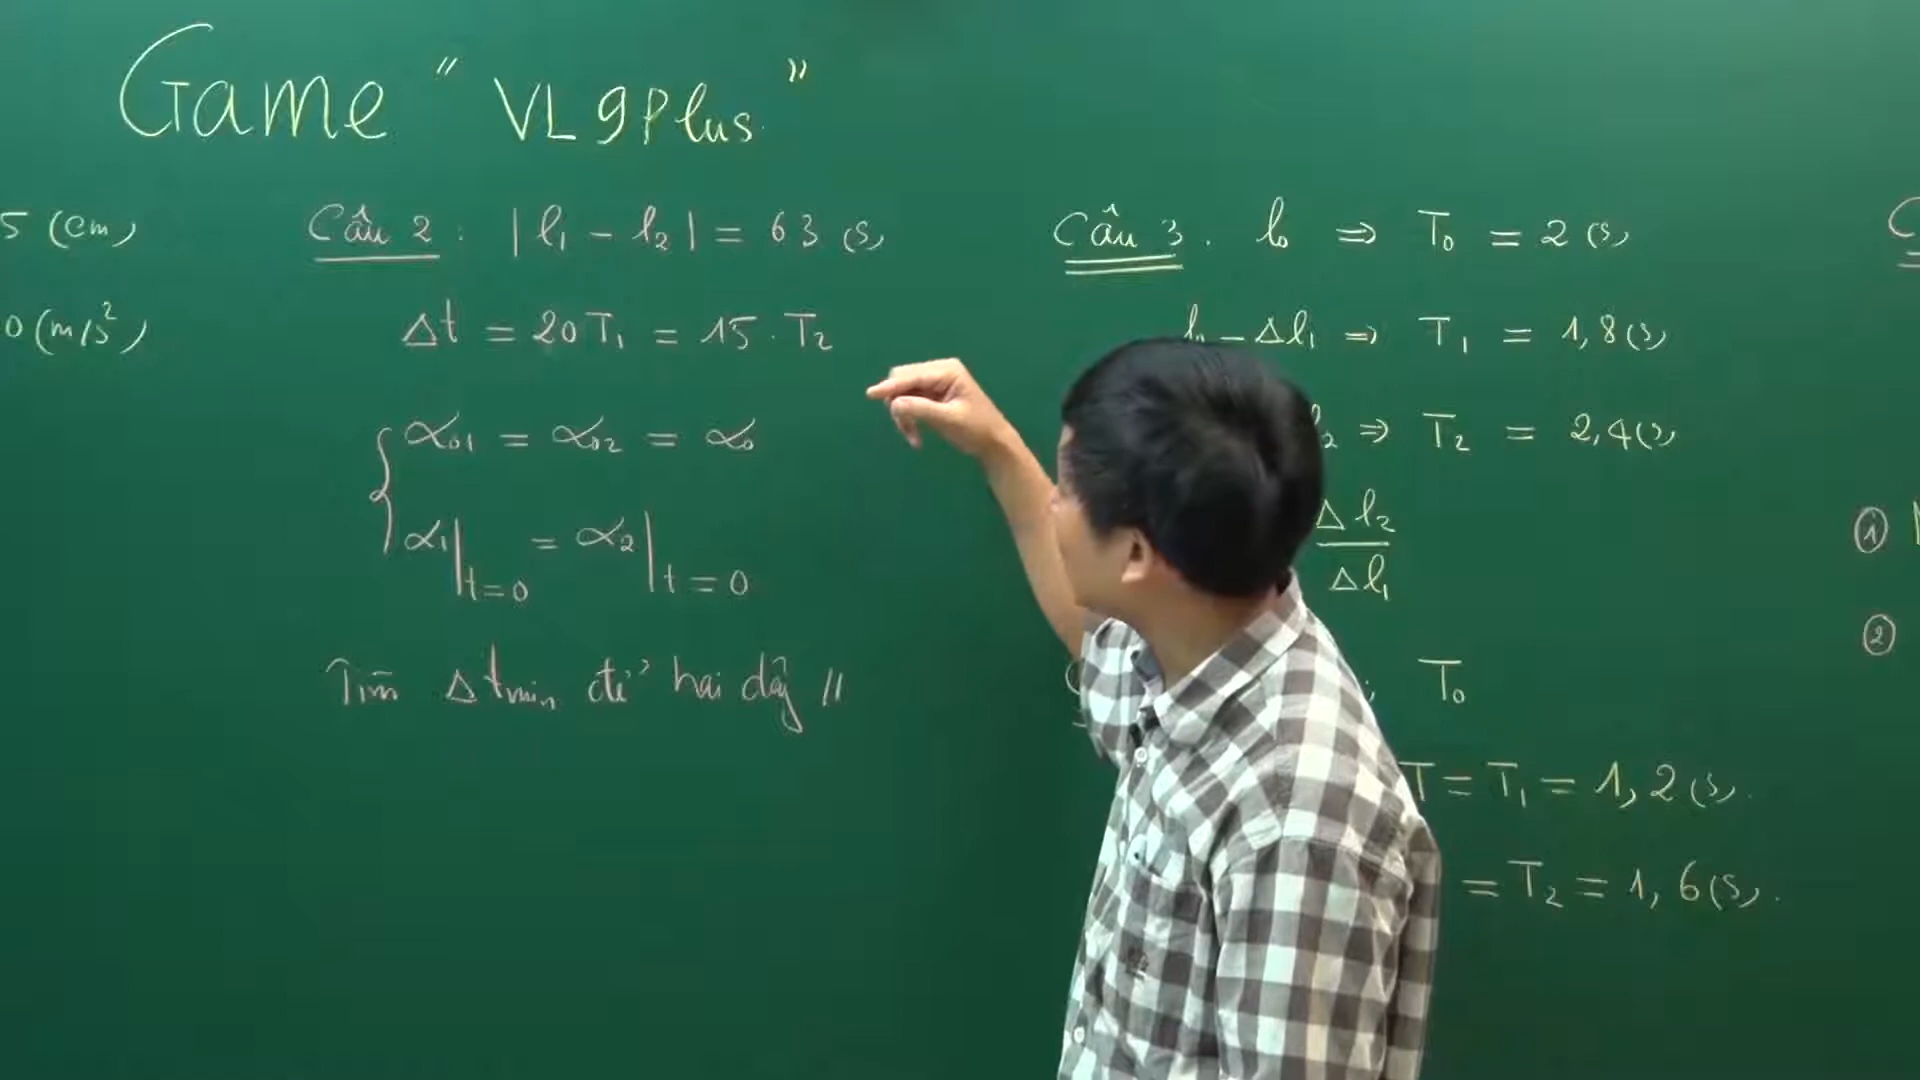 Game "VL9Plus"
5 (cm)
0 (m/s²)
Câu 2 : |l₁ - l₂| = 63 (s)
Δt = 20T₁ = 15 . T₂
{ α₀₁ = α₀₂ = α₀
α₁|t=0 = α₂|t=0
Tìm Δtmin để hai dây //
Câu 3 . l₀ ⇒ T₀ = 2 (s)
l₀ - Δl₁ ⇒ T₁ = 1,8 (s)
l₂ ⇒ T₂ = 2,4 (s)
Δl₂
Δl₁
T₀
T = T₁ = 1,2 (s).
= T₂ = 1,6 (s).
C
①
②